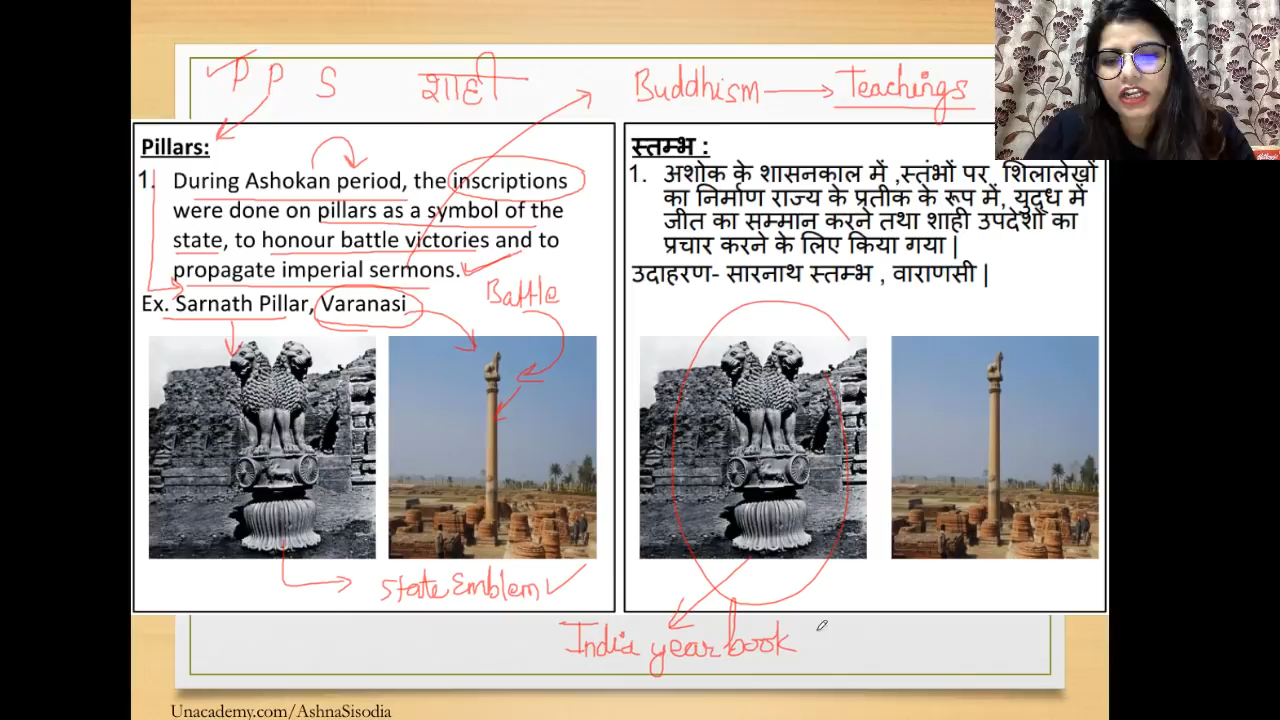 P P S शाही Buddhism → Teachings
Pillars:
1. During Ashokan period, the inscriptions
were done on pillars as a symbol of the
state, to honour battle victories and to
propagate imperial sermons.
Ex. Sarnath Pillar, Varanasi
Battle
State Emblem
स्तम्भ :
1. अशोक के शासनकाल में ,स्तंभों पर शिलालेखों
का निर्माण राज्य के प्रतीक के रूप में, युद्ध में
जीत का सम्मान करने तथा शाही उपदेशों का
प्रचार करने के लिए किया गया |
उदाहरण- सारनाथ स्तम्भ , वाराणसी |
India year book
Unacademy.com/AshnaSisodia